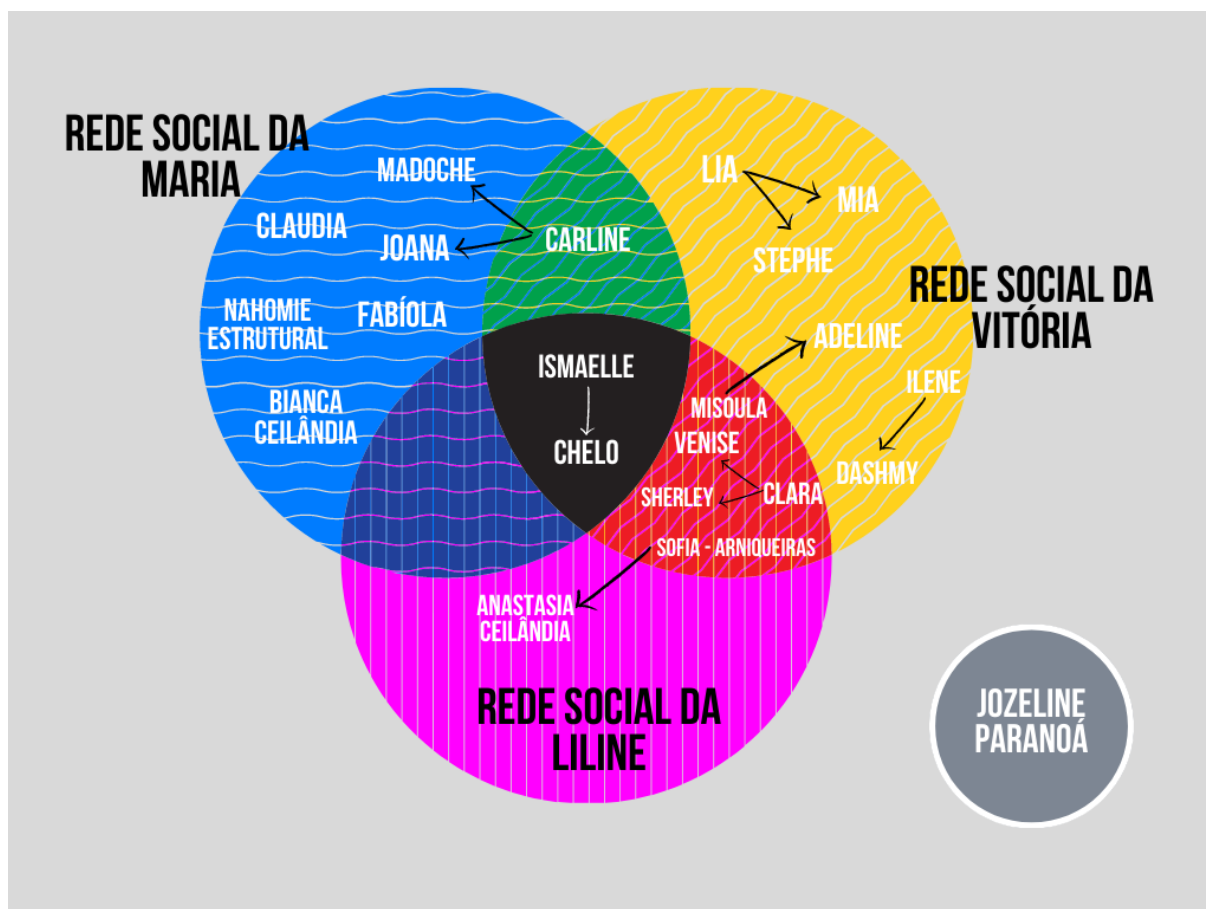 REDE SOCIAL DA
MARIA
MADOCHE
CLAUDIA
JOANA
CARLINE
NAHOMIE
ESTRUTURAL
FABÍOLA
BIANCA
CEILÂNDIA
LIA
MIA
STEPHE
REDE SOCIAL DA
VITÓRIA
ADELINE
ILENE
DASHMY
ISMAELLE
CHELO
MISOULA
VENISE
SHERLEY
CLARA
SOFIA - ARNIQUEIRAS
ANASTASIA
CEILÂNDIA
REDE SOCIAL DA
LILINE
JOZELINE
PARANOÁ